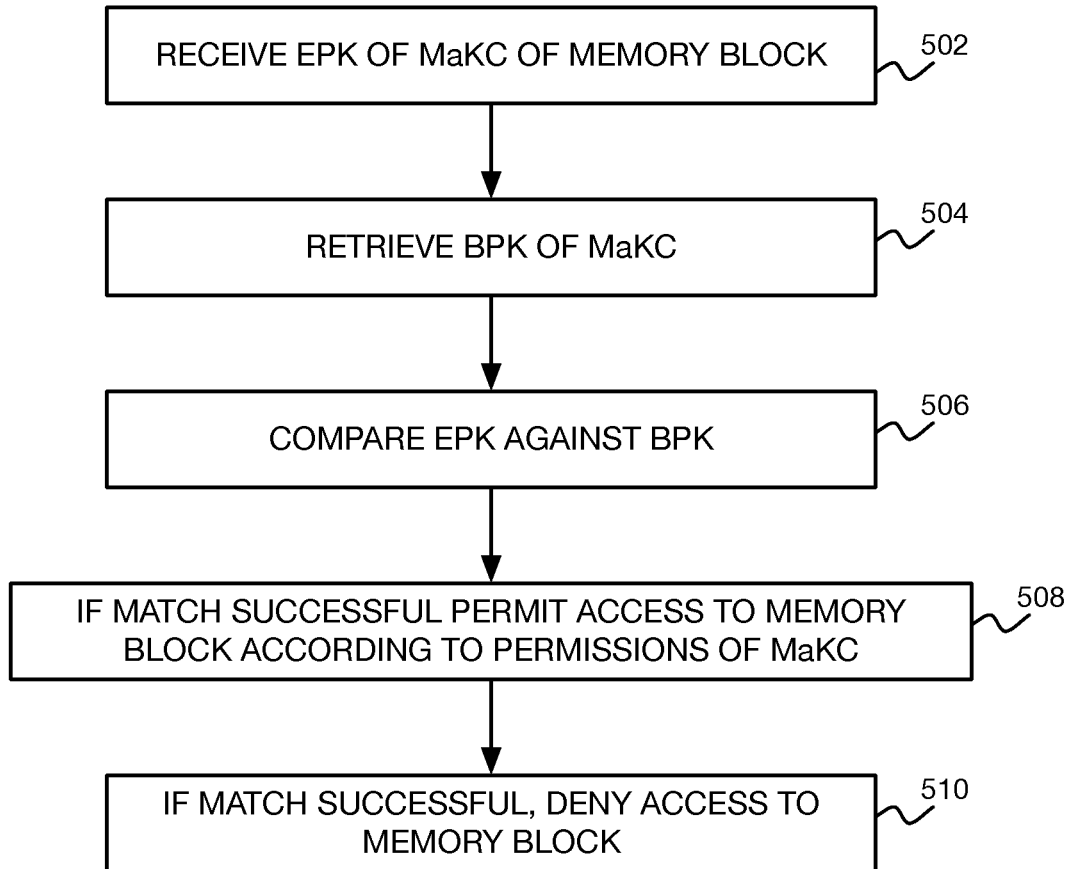 RECEIVE EPK OF MaKC OF MEMORY BLOCK
502
RETRIEVE BPK OF MaKC
504
COMPARE EPK AGAINST BPK
506
IF MATCH SUCCESSFUL PERMIT ACCESS TO MEMORY
BLOCK ACCORDING TO PERMISSIONS OF MaKC
508
IF MATCH SUCCESSFUL, DENY ACCESS TO
MEMORY BLOCK
510